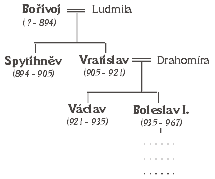 Bořivoj Ludmila
(? - 894)
Spytihněv Vratislav Drahomíra
(894 - 905) (905 - 921)
Václav Boleslav I.
(921 - 935) (935 - 967)